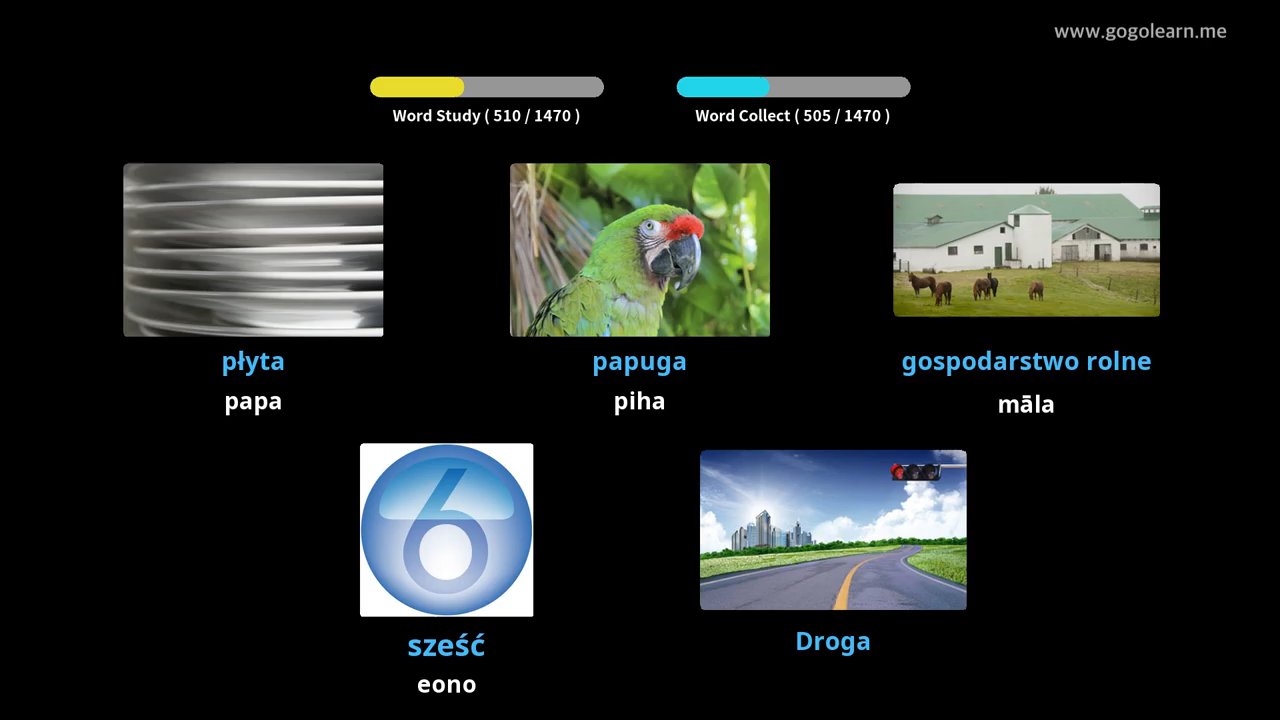 www.gogolearn.me
Word Study ( 510 / 1470 )
Word Collect ( 505 / 1470 )
płyta
papuga
gospodarstwo rolne
papa
piha
māla
6
sześć
Droga
eono